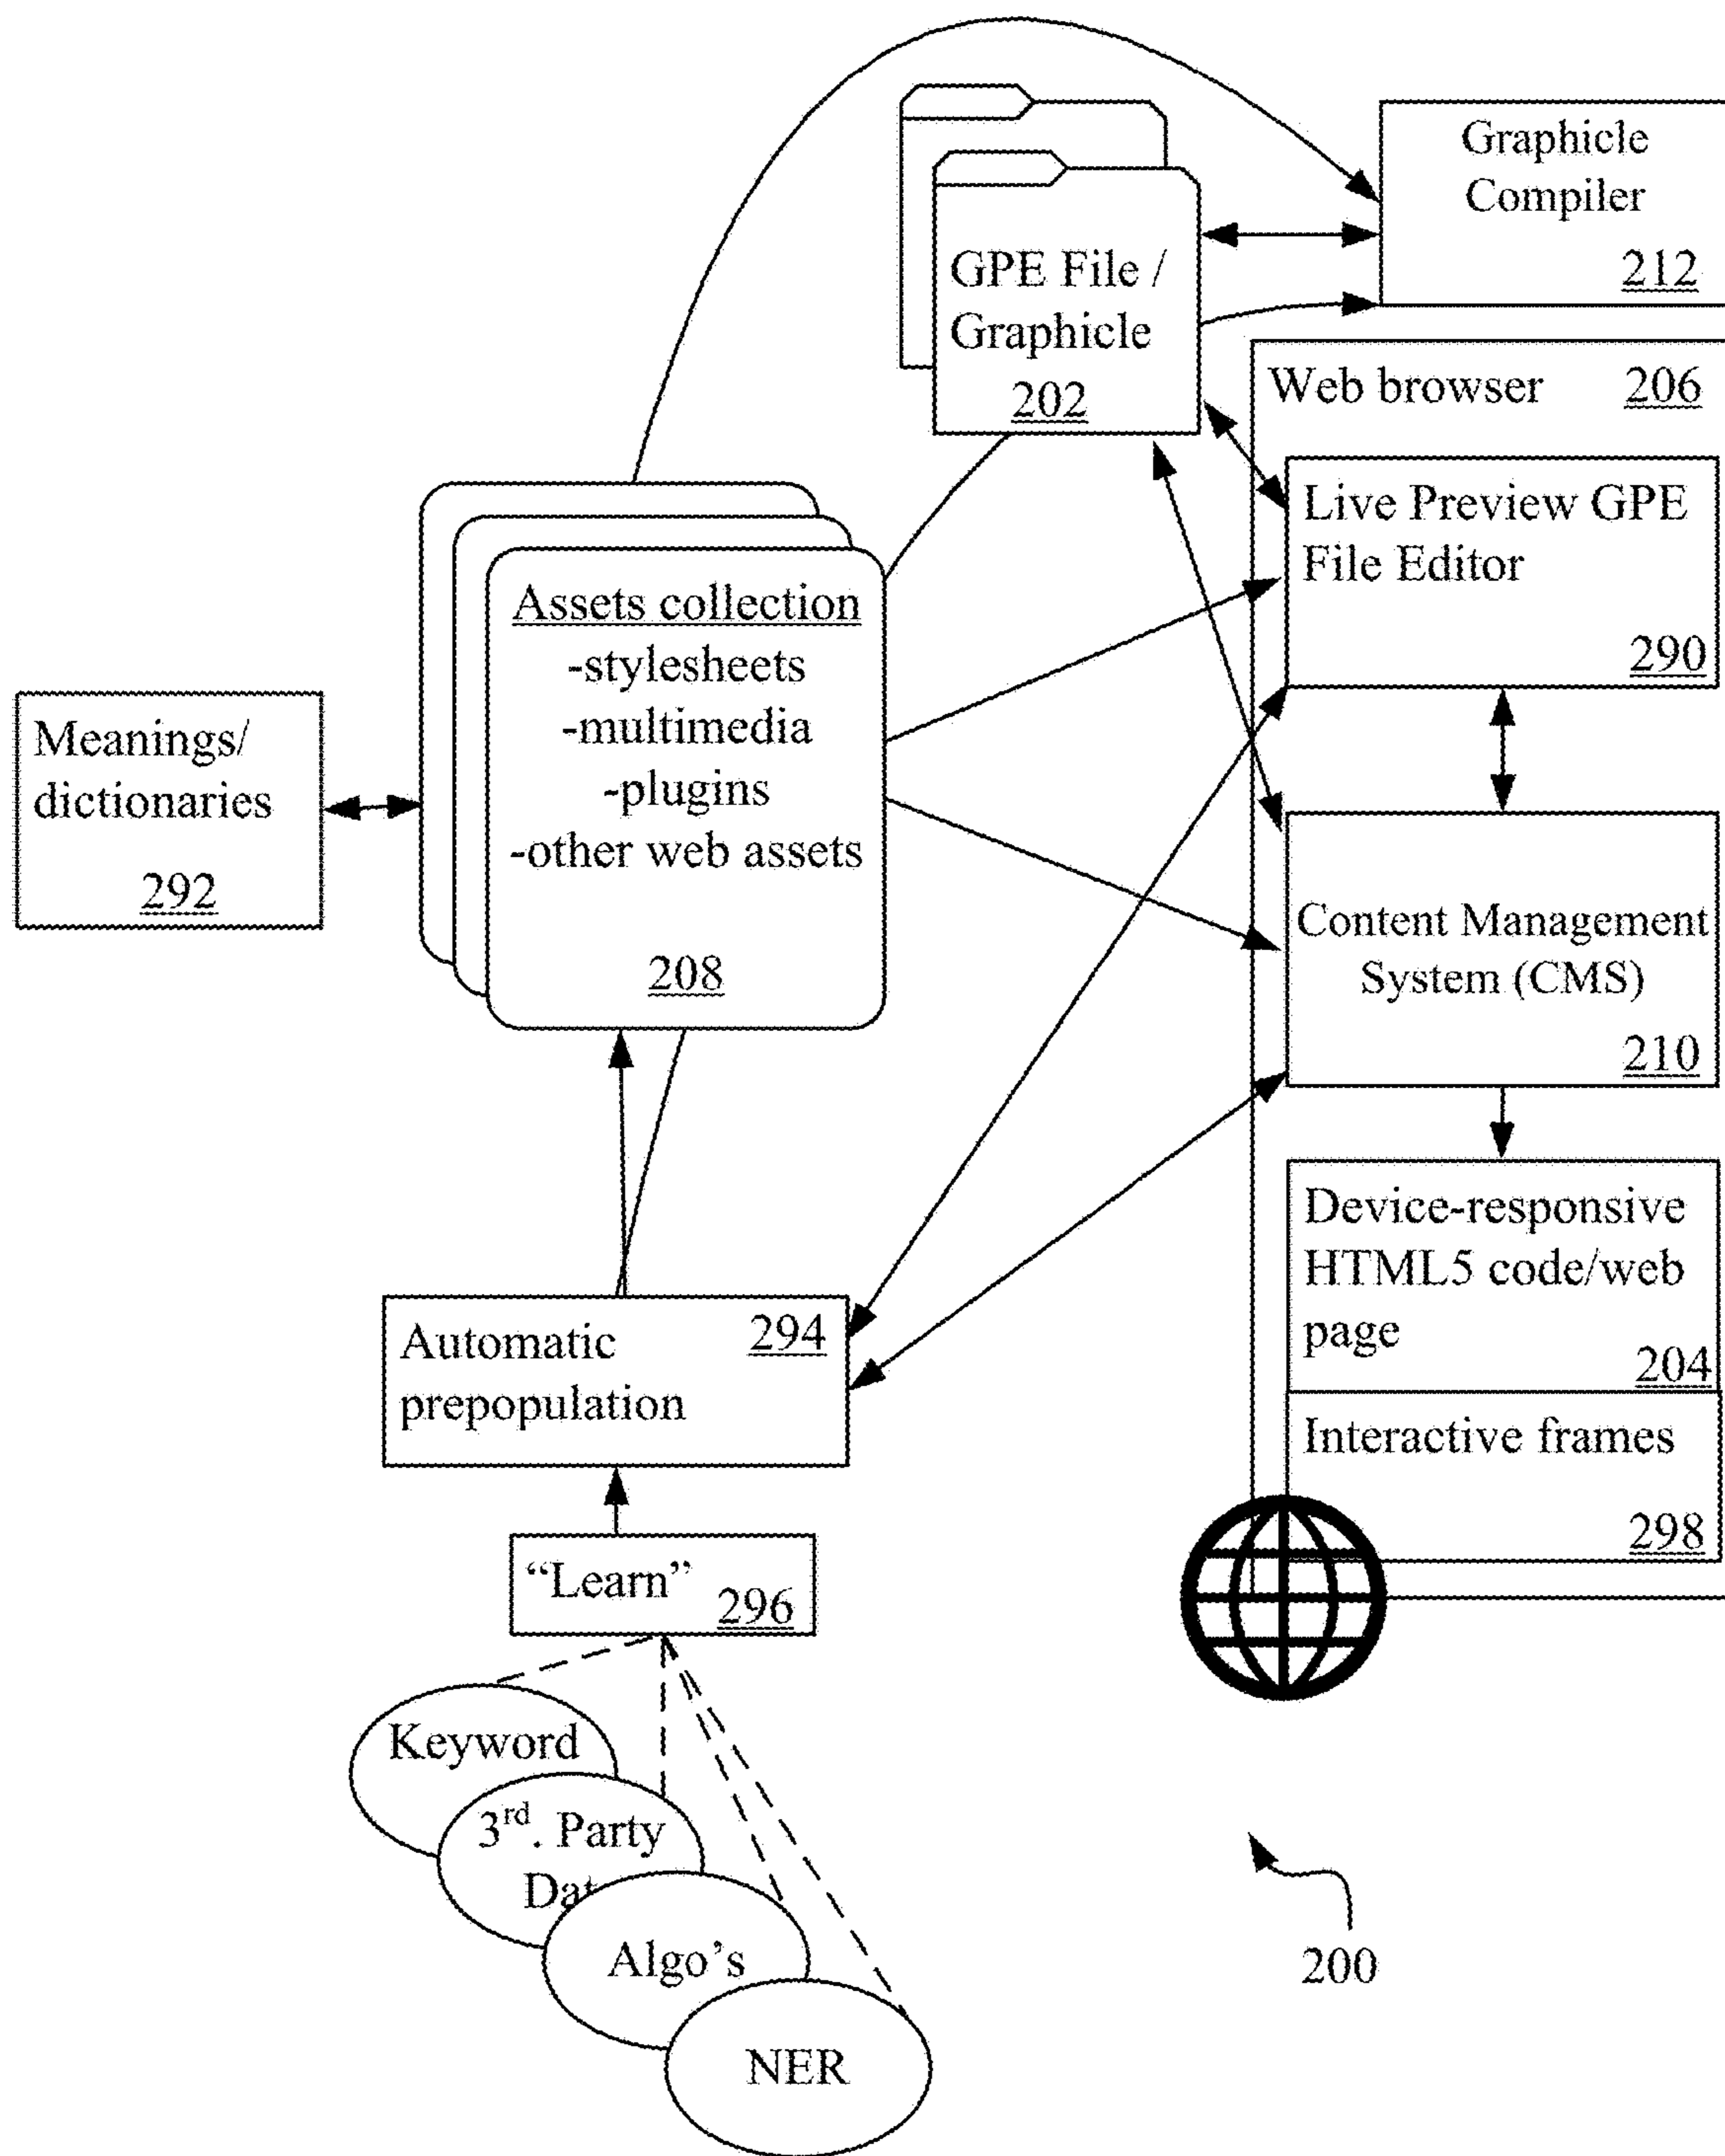 Graphicle
Compiler
212
GPE File /
Graphicle
202
Web browser 206
Live Preview GPE
File Editor
290
Assets collection
-stylesheets
-multimedia
-plugins
-other web assets
208
Meanings/
dictionaries
292
Content Management
System (CMS)
210
Device-responsive
HTML5 code/web
page
204
Interactive frames
298
Automatic 294
prepopulation
“Learn” 296
Keyword
3rd. Party
Algo’s
NER
200